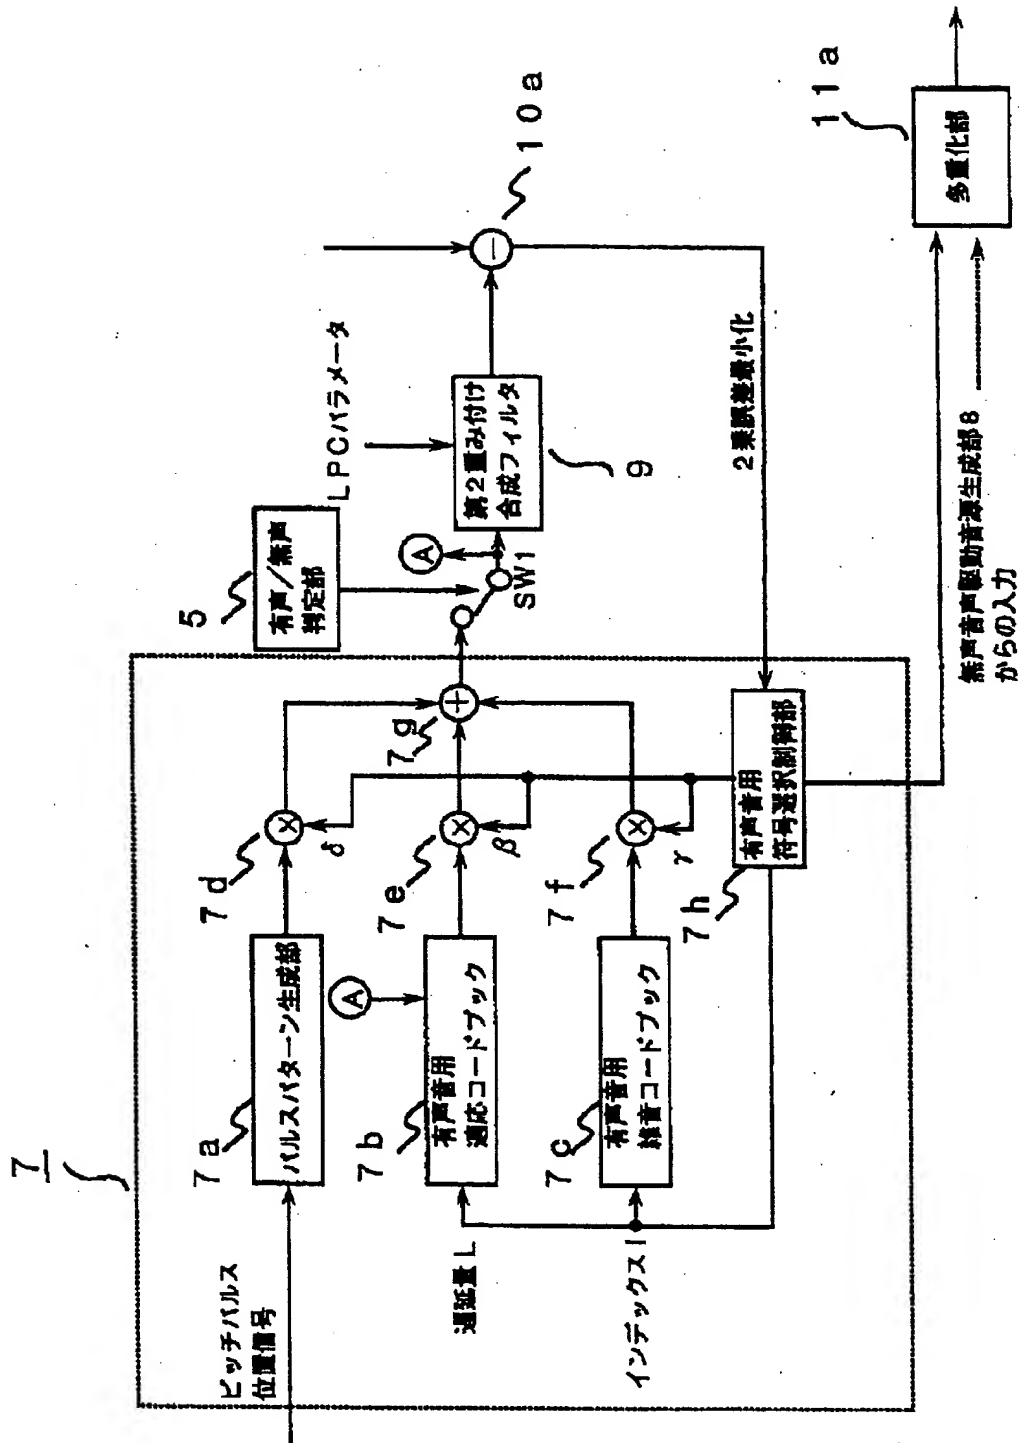 7
ピッチパルス
位置信号
7a
パルスパターン生成部
7d
δ
A
遅延量L
7b
有声音用
適応コードブック
7e
β
7g
+
インデックスI
7c
有声音用
雑音コードブック
7f
γ
7h
有声音用
符号選択制御部
5
有声/無声
判定部
A
SW1
LPCパラメータ
第2重み付け
合成フィルタ
9
10a
2乗誤差最小化
無声音声駆動音源生成部8
からの入力
11a
多重化部